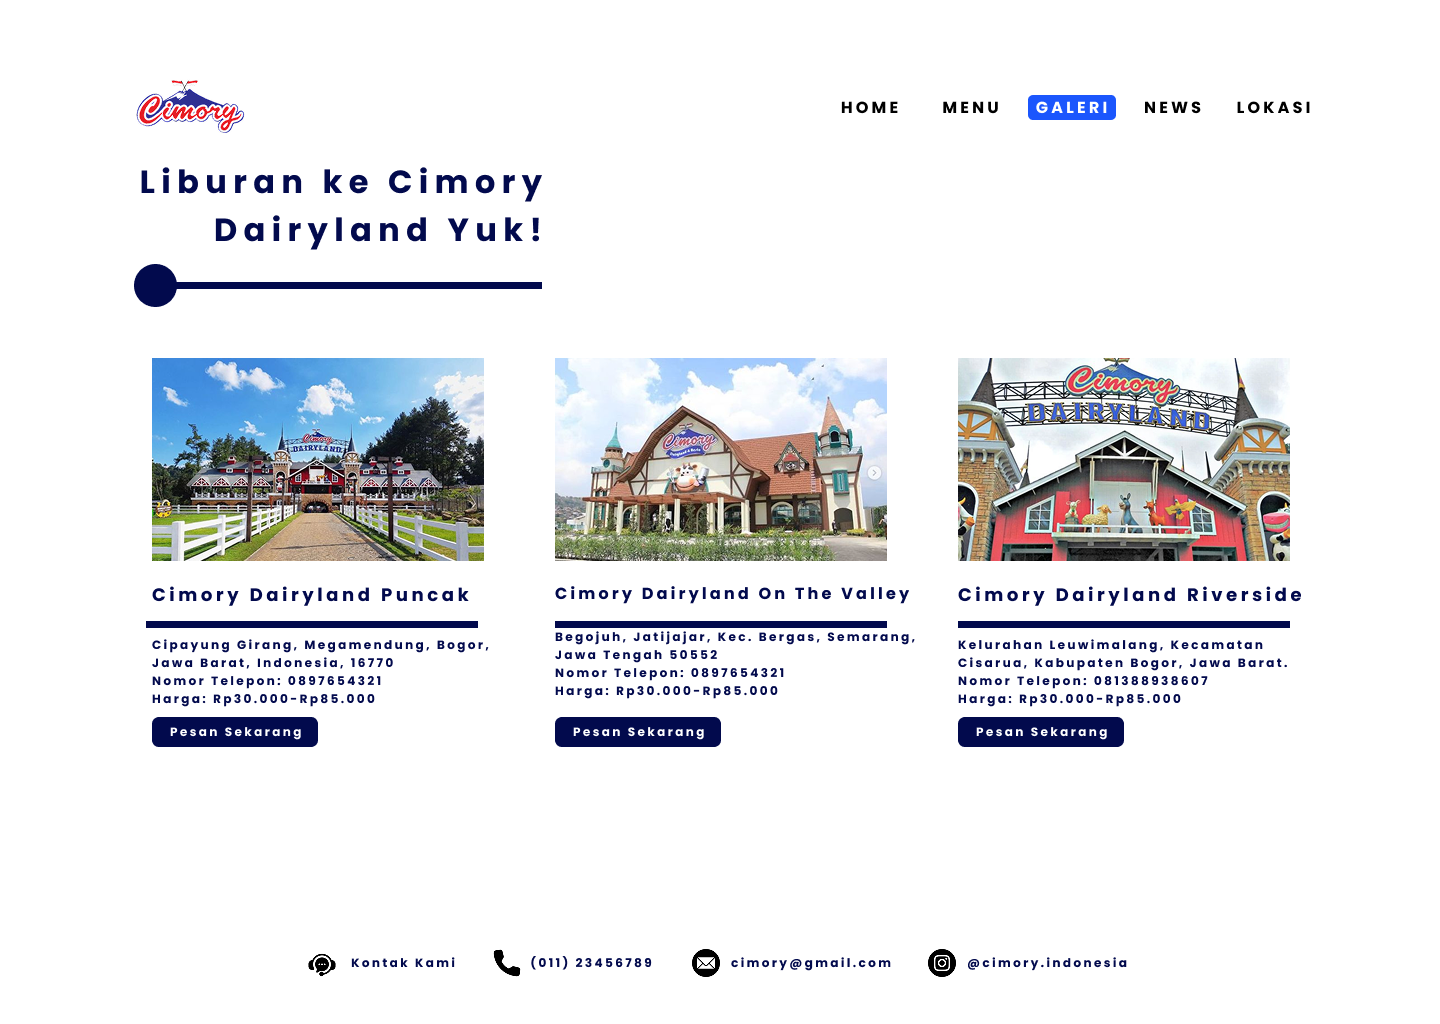 Cimory
HOME
MENU
GALERI
NEWS
LOKASI
Liburan ke Cimory
Dairyland Yuk!
Cimory
DAIRYLAND
Cimory
Cimory
DAIRYLAND
Cimory Dairyland Puncak
Cipayung Girang, Megamendung, Bogor,
Jawa Barat, Indonesia, 16770
Nomor Telepon: 0897654321
Harga: Rp30.000-Rp85.000
Pesan Sekarang
Cimory Dairyland On The Valley
Begojuh, Jatijajar, Kec. Bergas, Semarang,
Jawa Tengah 50552
Nomor Telepon: 0897654321
Harga: Rp30.000-Rp85.000
Pesan Sekarang
Cimory Dairyland Riverside
Kelurahan Leuwimalang, Kecamatan
Cisarua, Kabupaten Bogor, Jawa Barat.
Nomor Telepon: 081388938607
Harga: Rp30.000-Rp85.000
Pesan Sekarang
Kontak Kami
(011) 23456789
cimory@gmail.com
@cimory.indonesia